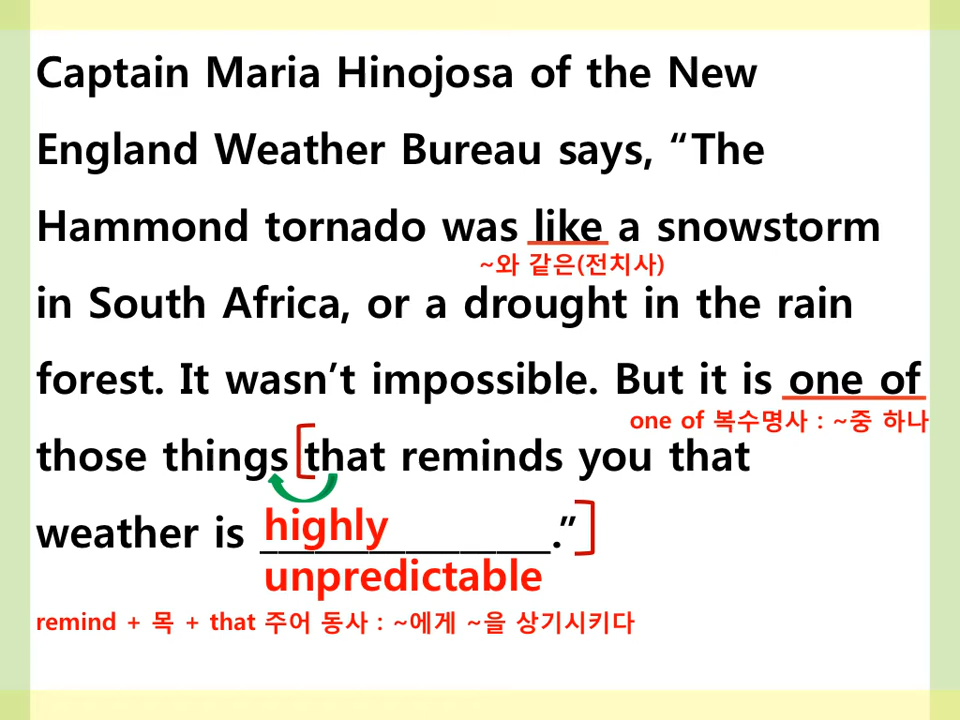 Captain Maria Hinojosa of the New
England Weather Bureau says, “The
Hammond tornado was like a snowstorm
~와 같은(전치사)
in South Africa, or a drought in the rain
forest. It wasn’t impossible. But it is one of
one of 복수명사 : ~중 하나
those things that reminds you that
weather is highly ________________.”
unpredictable
remind + 목 + that 주어 동사 : ~에게 ~을 상기시키다